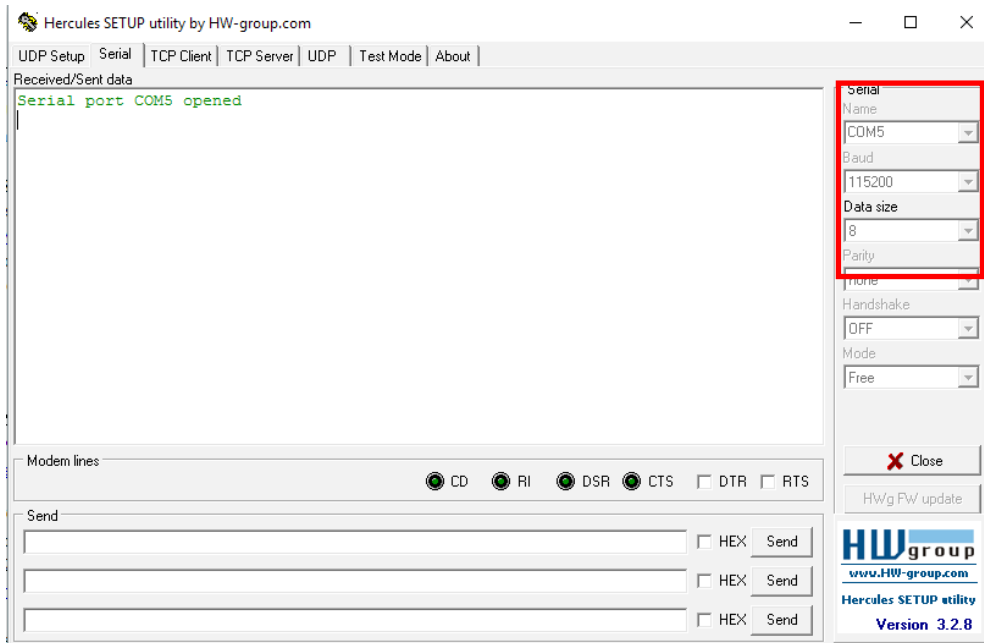 Hercules SETUP utility by HW-group.com
UDP Setup Serial TCP Client TCP Server UDP Test Mode About
Received/Sent data
Serial port COM5 opened
Serial
Name
COM5
Baud
115200
Data size
8
Parity
none
Handshake
OFF
Mode
Free
Modem lines
CD RI DSR CTS DTR RTS
Close
HWg FW update
Send
HEX Send
HEX Send
HEX Send
HW group
www.HW-group.com
Hercules SETUP utility
Version 3.2.8